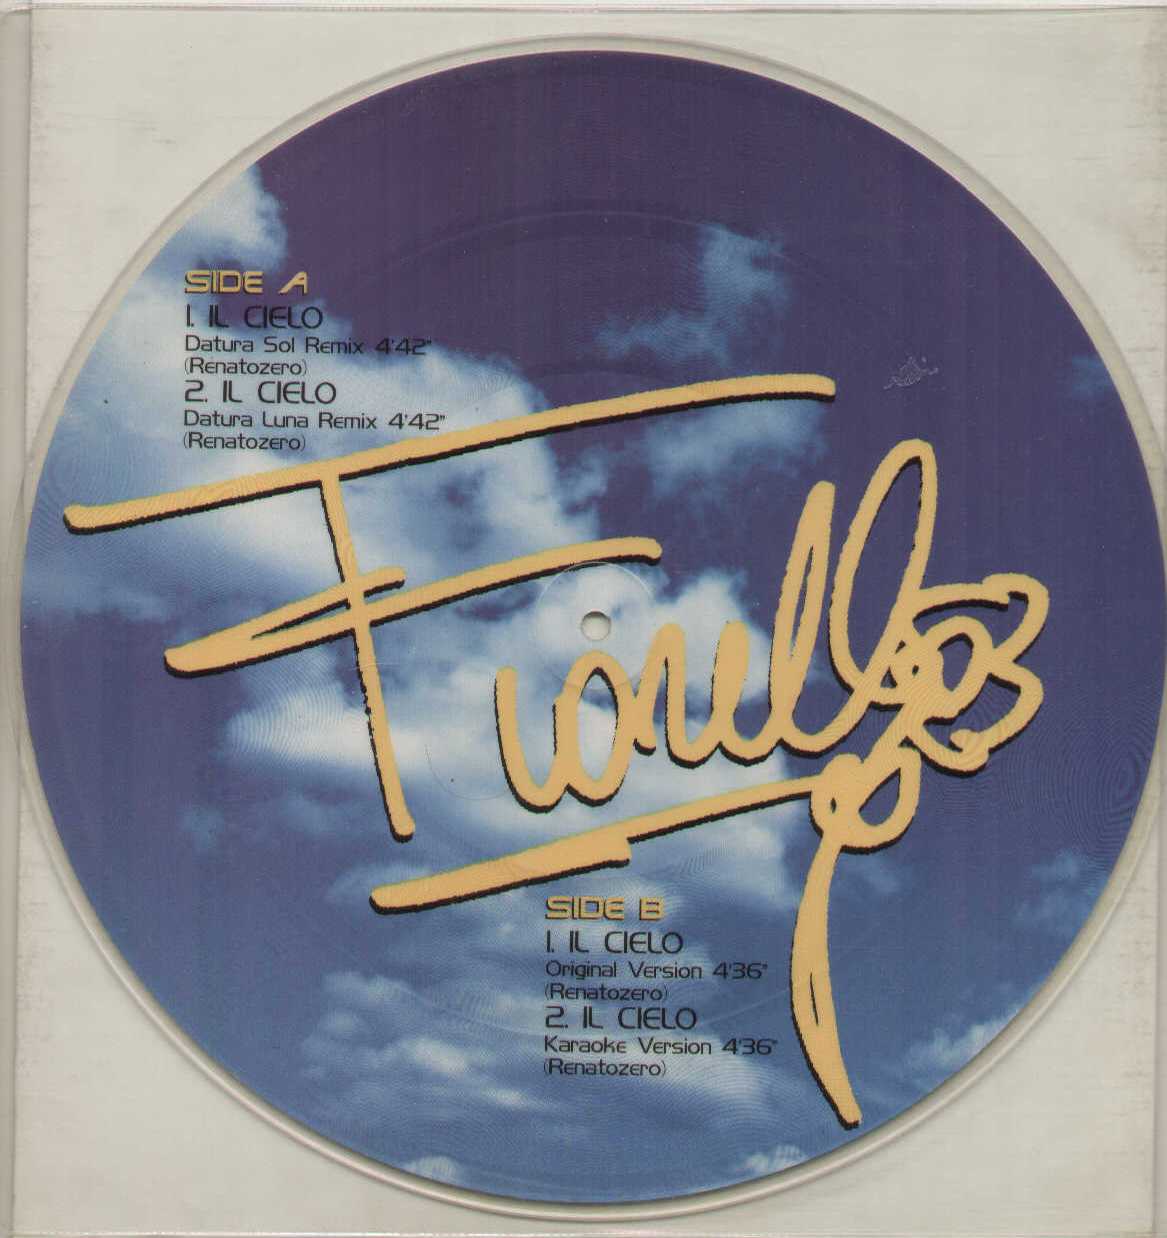 SIDE A
1. IL CIELO
Datura Sol Remix 4'42"
(Renatozero)
2. IL CIELO
Datura Luna Remix 4'42"
(Renatozero)
Fiorello
SIDE B
1. IL CIELO
Original Version 4'36"
(Renatozero)
2. IL CIELO
Karaoke Version 4'36"
(Renatozero)